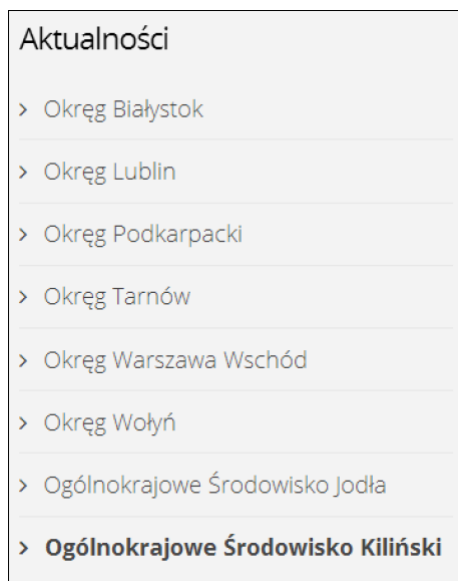 Aktualności
> Okręg Białystok
> Okręg Lublin
> Okręg Podkarpacki
> Okręg Tarnów
> Okręg Warszawa Wschód
> Okręg Wołyń
> Ogólnokrajowe Środowisko Jodła
> Ogólnokrajowe Środowisko Kiliński